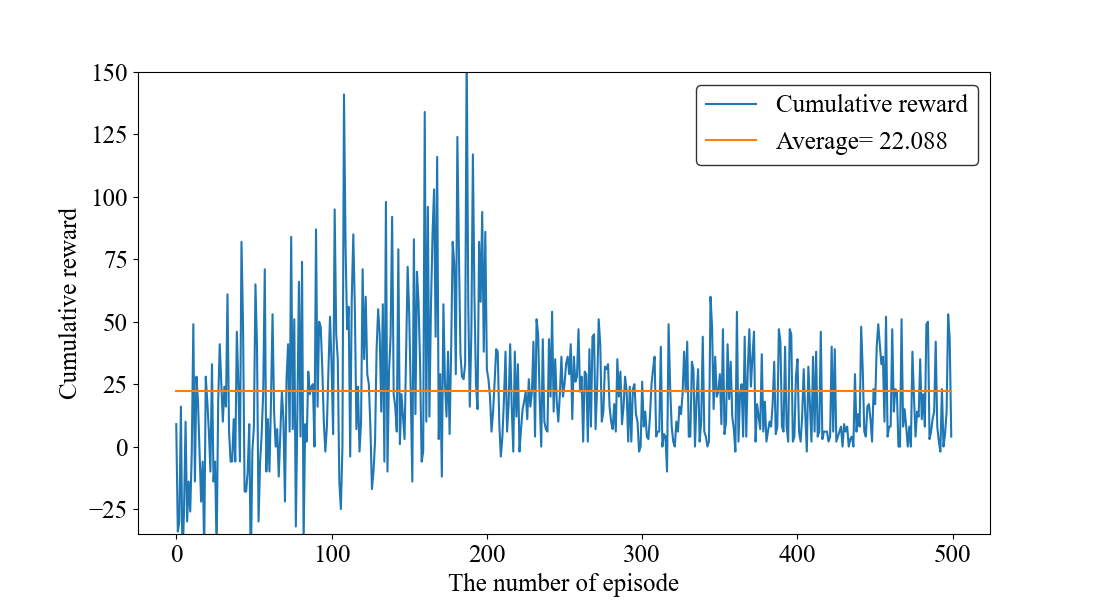 150
125
100
75
50
25
0
−25
Cumulative reward
Cumulative reward
Average= 22.088
0 100 200 300 400 500
The number of episode